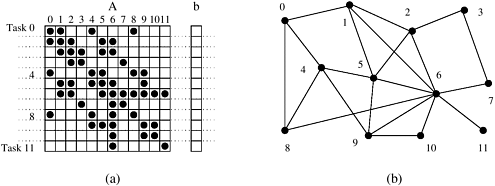 A b
0 1 2 3 4 5 6 7 8 9 10 11
Task 0
4
8
Task 11
(a)
0 1 2 3
4 5 6 7
8 9 10 11
(b)